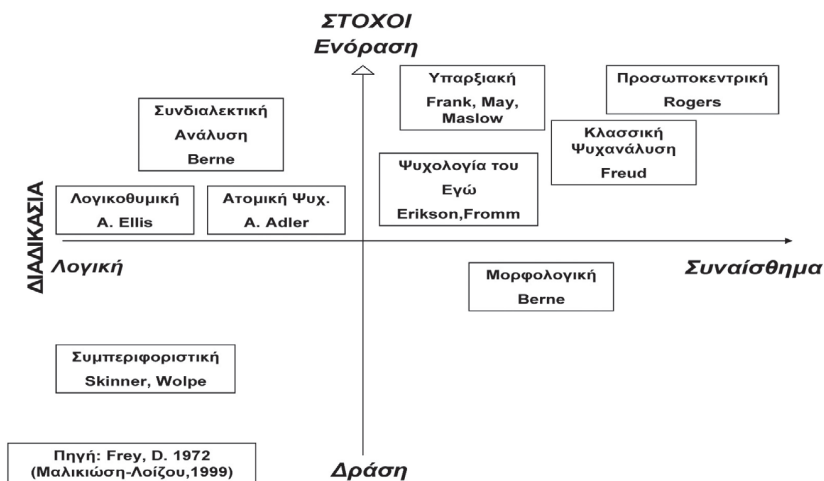 ΣΤΟΧΟΙ
Ενόραση
Υπαρξιακή
Frank, May,
Maslow
Προσωποκεντρική
Rogers
Συνδιαλεκτική
Ανάλυση
Berne
Κλασσική
Ψυχανάλυση
Freud
Ψυχολογία του
Εγώ
Erikson,Fromm
Λογικοθυμική
A. Ellis
Ατομική Ψυχ.
A. Adler
ΔΙΑΔΙΚΑΣΙΑ
Λογική
Συναίσθημα
Μορφολογική
Berne
Συμπεριφοριστική
Skinner, Wolpe
Πηγή: Frey, D. 1972
(Μαλικιώση-Λοίζου,1999)
Δράση